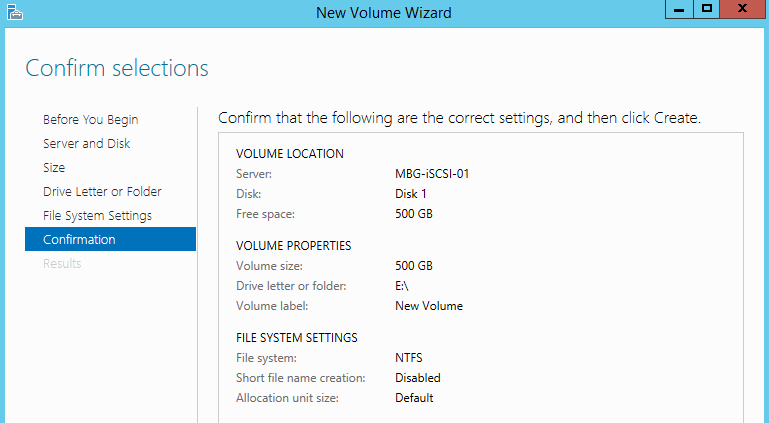 New Volume Wizard
Confirm selections
Before You Begin
Server and Disk
Size
Drive Letter or Folder
File System Settings
Confirmation
Results
Confirm that the following are the correct settings, and then click Create.
VOLUME LOCATION
Server: MBG-iSCSI-01
Disk: Disk 1
Free space: 500 GB
VOLUME PROPERTIES
Volume size: 500 GB
Drive letter or folder: E:\
Volume label: New Volume
FILE SYSTEM SETTINGS
File system: NTFS
Short file name creation: Disabled
Allocation unit size: Default